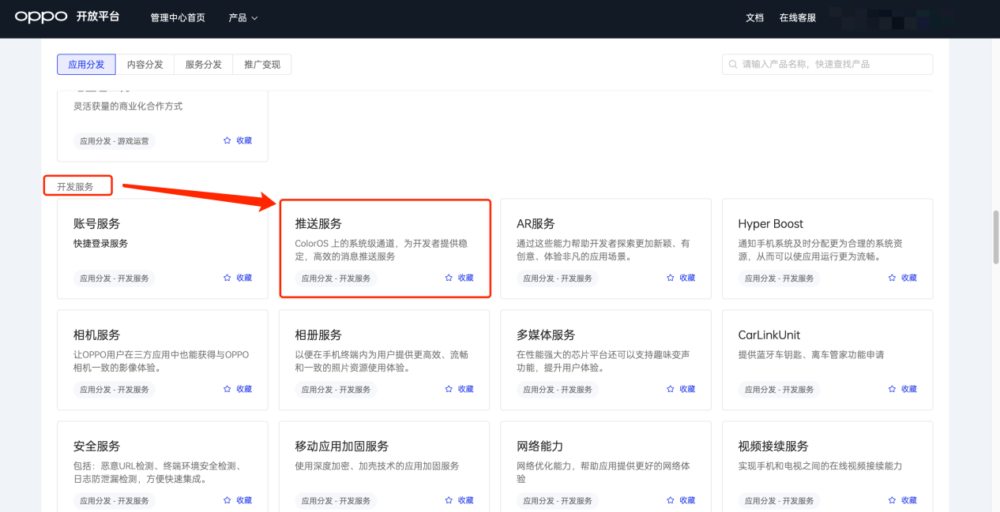 oppo 开放平台 管理中心首页 产品 文档 在线客服
应用分发 内容分发 服务分发 推广变现 请输入产品名称，快速查找产品
灵活获量的商业化合作方式
应用分发 - 游戏运营 收藏
开发服务
账号服务
快捷登录服务
应用分发 - 开发服务 收藏
推送服务
ColorOS 上的系统级通道，为开发者提供稳
定，高效的消息推送服务
应用分发 - 开发服务 收藏
AR服务
通过这些能力帮助开发者探索更加新颖、有
创意、体验非凡的应用场景。
应用分发 - 开发服务 收藏
Hyper Boost
通知手机系统及时分配更为合理的系统资
源，从而可以使应用运行更为流畅。
应用分发 - 开发服务 收藏
相机服务
让OPPO用户在三方应用中也能获得与OPPO
相机一致的影像体验。
应用分发 - 开发服务 收藏
相册服务
以便在手机终端内为用户提供更高效、流畅
和一致的照片资源使用体验。
应用分发 - 开发服务 收藏
多媒体服务
在性能强大的芯片平台还可以支持趣味变声
功能，提升用户体验。
应用分发 - 开发服务 收藏
CarLinkUnit
提供蓝牙车钥匙、离车管家功能申请
应用分发 - 开发服务 收藏
安全服务
包括：恶意URL检测、终端环境安全检测、
日志防泄漏检测，方便快速集成。
应用分发 - 开发服务 收藏
移动应用加固服务
使用深度加密、加壳技术的应用加固服务
应用分发 - 开发服务 收藏
网络能力
网络优化能力，帮助应用提供更好的网络体
验
应用分发 - 开发服务 收藏
视频接续服务
实现手机和电视之间的在线视频接续能力
应用分发 - 开发服务 收藏